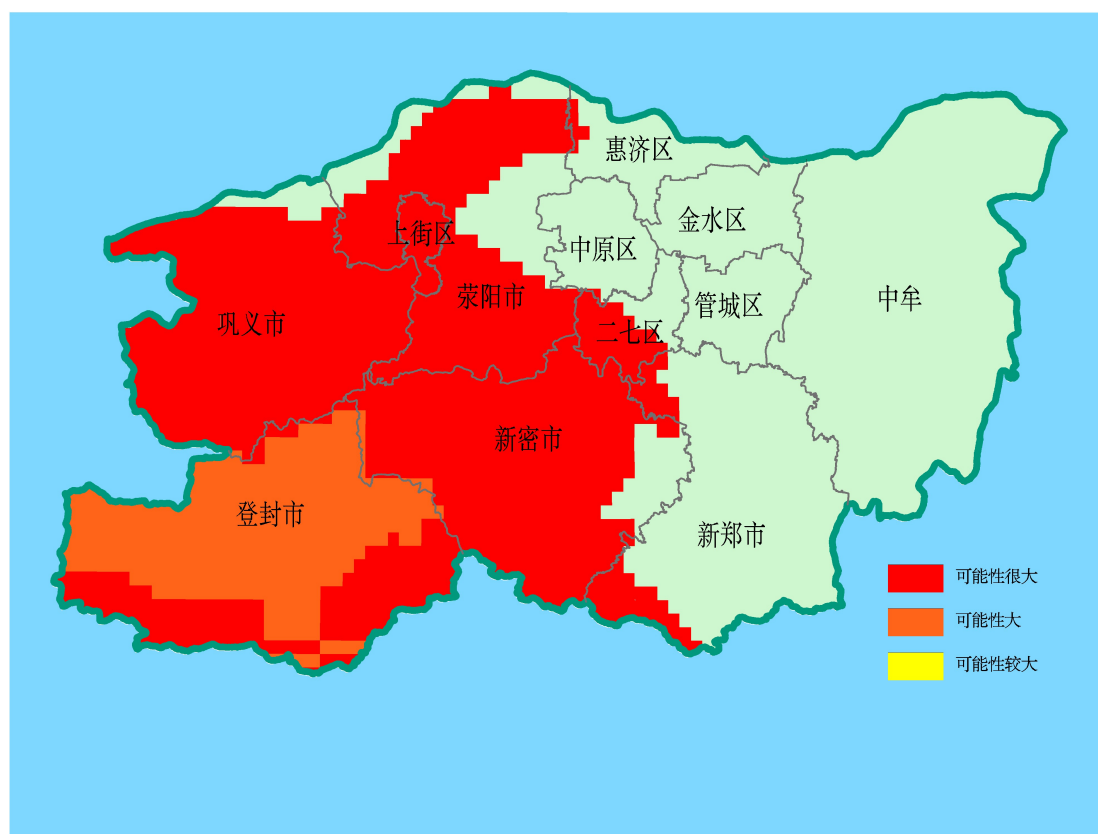 惠济区
金水区
上街区
中原区
荥阳市
管城区
中牟
巩义市
二七区
新密市
登封市
新郑市
可能性很大
可能性大
可能性较大